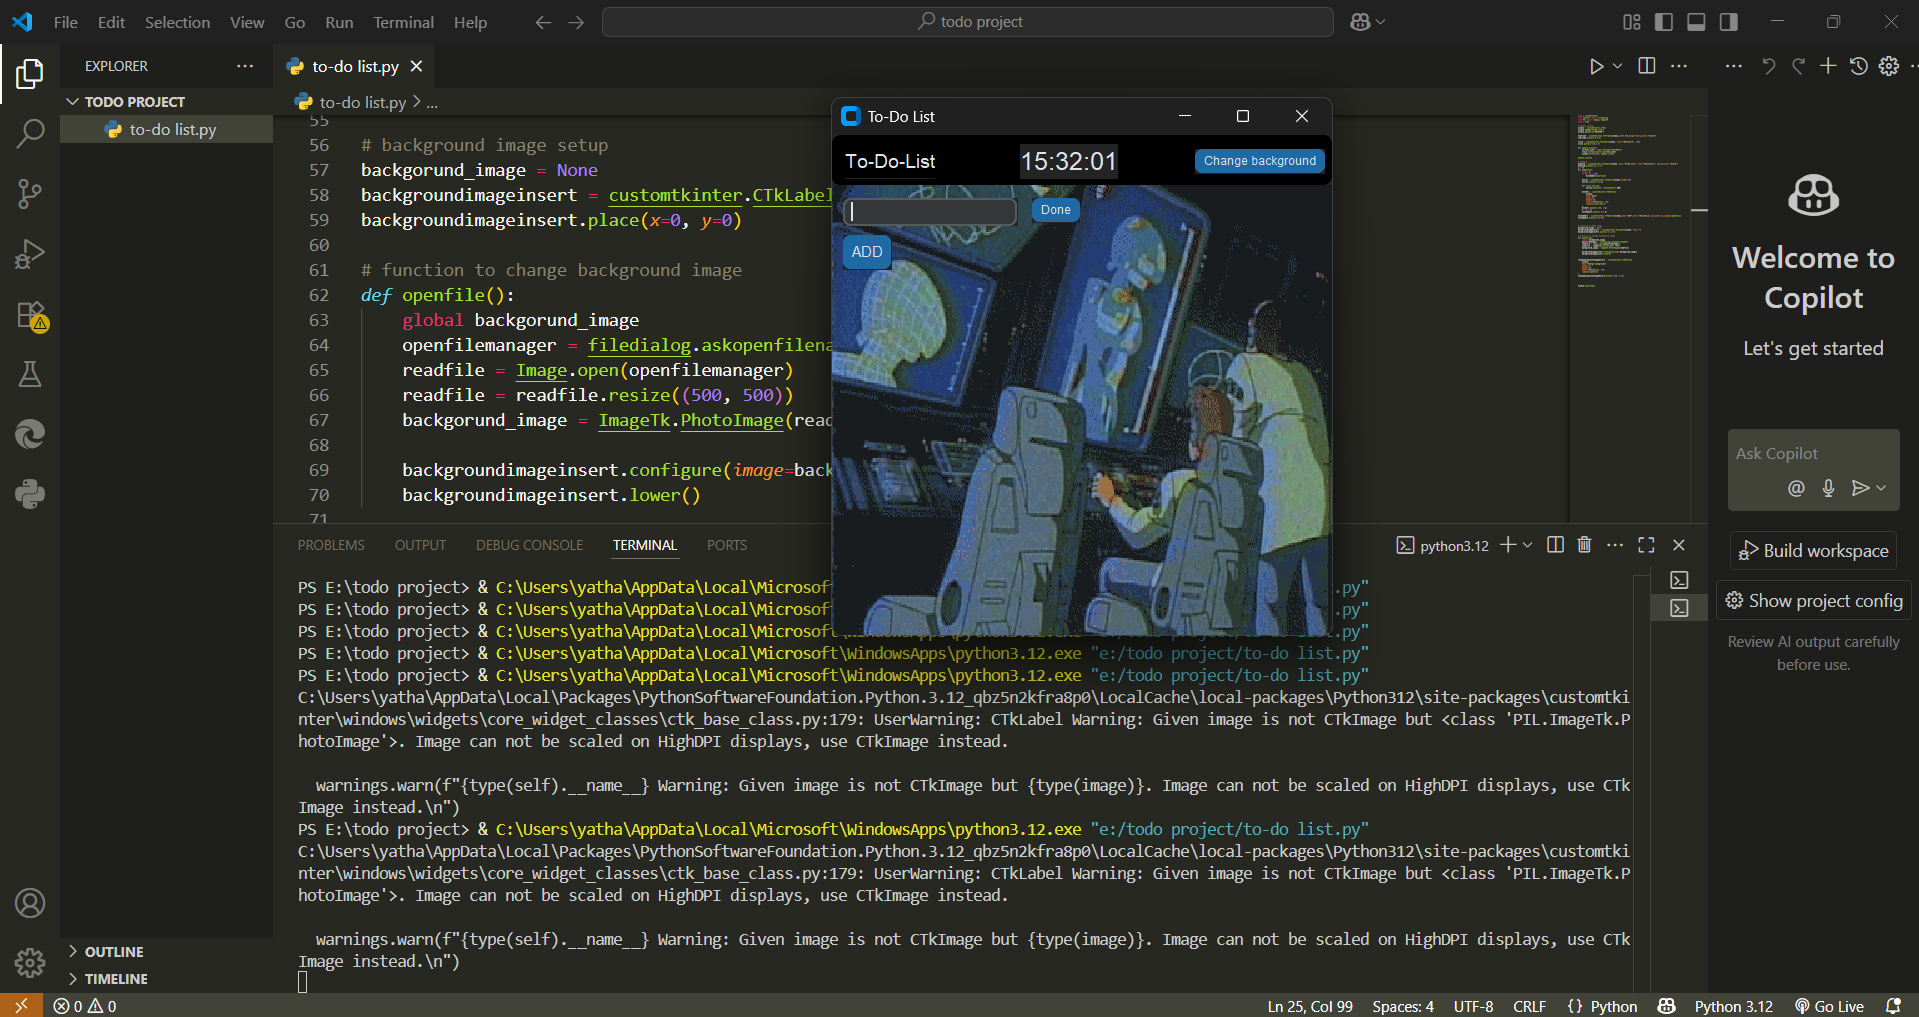 File Edit Selection View Go Run Terminal Help
todo project
EXPLORER
TODO PROJECT
to-do list.py
OUTLINE
TIMELINE
to-do list.py
to-do list.py > ...
55
56 # background image setup
57 backgorund_image = None
58 backgroundimageinsert = customtkinter.CTkLabel
59 backgroundimageinsert.place(x=0, y=0)
60
61 # function to change background image
62 def openfile():
63 global backgorund_image
64 openfilemanager = filedialog.askopenfilena
65 readfile = Image.open(openfilemanager)
66 readfile = readfile.resize((500, 500))
67 backgorund_image = ImageTk.PhotoImage(read
68
69 backgroundimageinsert.configure(image=back
70 backgroundimageinsert.lower()
71
To-Do List
To-Do-List
15:32:01
Change background
Done
ADD
PROBLEMS OUTPUT DEBUG CONSOLE TERMINAL PORTS
python3.12
PS E:\todo project> & C:\Users\yatha\AppData\Local\Microsoft .py"
PS E:\todo project> & C:\Users\yatha\AppData\Local\Microsoft .py"
PS E:\todo project> & C:\Users\yatha\AppData\Local\Microsoft .py"
PS E:\todo project> & C:\Users\yatha\AppData\Local\Microsoft\WindowsApps\python3.12.exe "e:/todo project/to-do list.py"
PS E:\todo project> & C:\Users\yatha\AppData\Local\Microsoft\WindowsApps\python3.12.exe "e:/todo project/to-do list.py"
C:\Users\yatha\AppData\Local\Packages\PythonSoftwareFoundation.Python.3.12_qbz5n2kfra8p0\LocalCache\local-packages\Python312\site-packages\customtki
nter\windows\widgets\core_widget_classes\ctk_base_class.py:179: UserWarning: CTkLabel Warning: Given image is not CTkImage but <class 'PIL.ImageTk.P
hotoImage'>. Image can not be scaled on HighDPI displays, use CTkImage instead.
warnings.warn(f"{type(self).__name__} Warning: Given image is not CTkImage but {type(image)}. Image can not be scaled on HighDPI displays, use CTk
Image instead.\n")
PS E:\todo project> & C:\Users\yatha\AppData\Local\Microsoft\WindowsApps\python3.12.exe "e:/todo project/to-do list.py"
C:\Users\yatha\AppData\Local\Packages\PythonSoftwareFoundation.Python.3.12_qbz5n2kfra8p0\LocalCache\local-packages\Python312\site-packages\customtki
nter\windows\widgets\core_widget_classes\ctk_base_class.py:179: UserWarning: CTkLabel Warning: Given image is not CTkImage but <class 'PIL.ImageTk.P
hotoImage'>. Image can not be scaled on HighDPI displays, use CTkImage instead.
warnings.warn(f"{type(self).__name__} Warning: Given image is not CTkImage but {type(image)}. Image can not be scaled on HighDPI displays, use CTk
Image instead.\n")
Welcome to
Copilot
Let's get started
Ask Copilot
Build workspace
Show project config
Review AI output carefully
before use.
0 0
Ln 25, Col 99 Spaces: 4 UTF-8 CRLF {} Python Python 3.12 Go Live